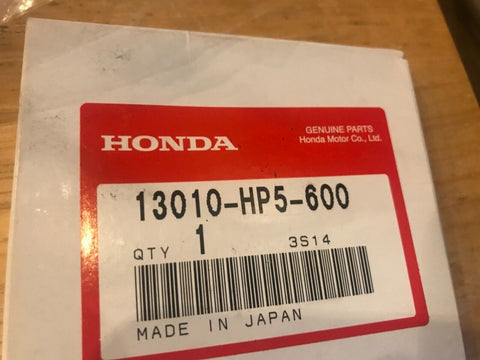 HONDA
GENUINE PARTS
Honda Motor Co., Ltd.
13010-HP5-600
QTY 1 3S14
MADE IN JAPAN